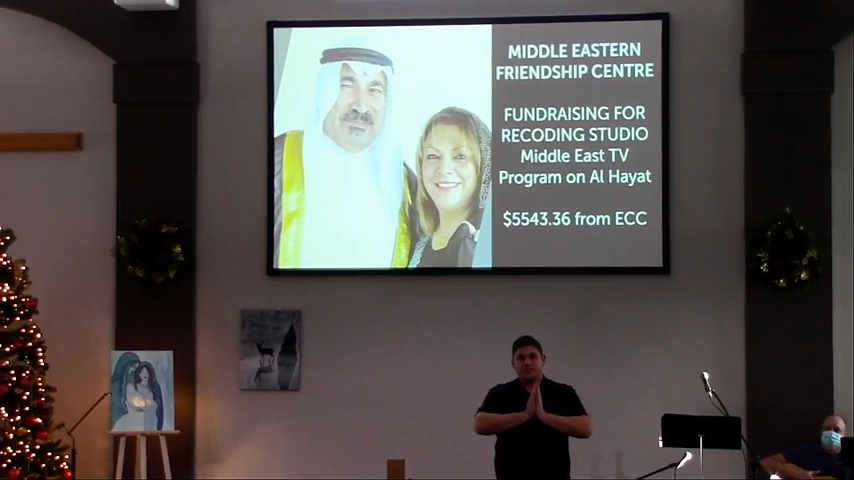 MIDDLE EASTERN
FRIENDSHIP CENTRE
FUNDRAISING FOR
RECODING STUDIO
Middle East TV
Program on Al Hayat
$5543.36 from ECC